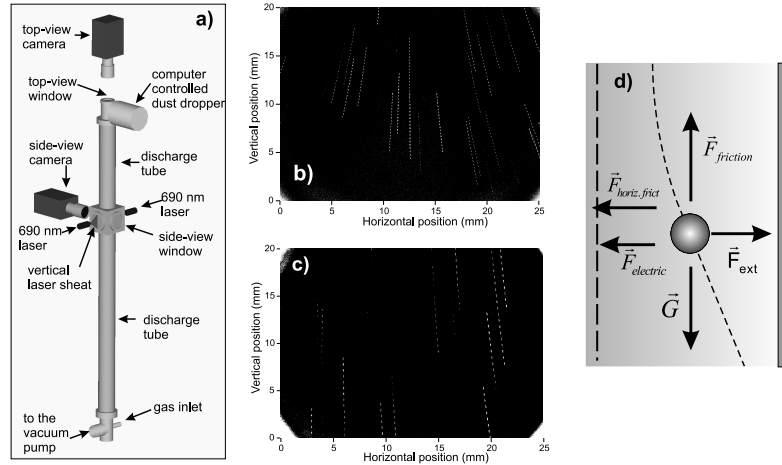 a)
top-view
camera
top-view
window
computer
controlled
dust dropper
side-view
camera
discharge
tube
690 nm
laser
690 nm
laser
side-view
window
vertical
laser sheat
discharge
tube
gas inlet
to the
vacuum
pump
b)
Vertical position (mm)
20
15
10
5
0
0 5 10 15 20 25
Horizontal position (mm)
c)
Vertical position (mm)
20
15
10
5
0
0 5 10 15 20 25
Horizontal position (mm)
d)
F⃗friction
F⃗horiz.frict
F⃗electric
F⃗ext
G⃗